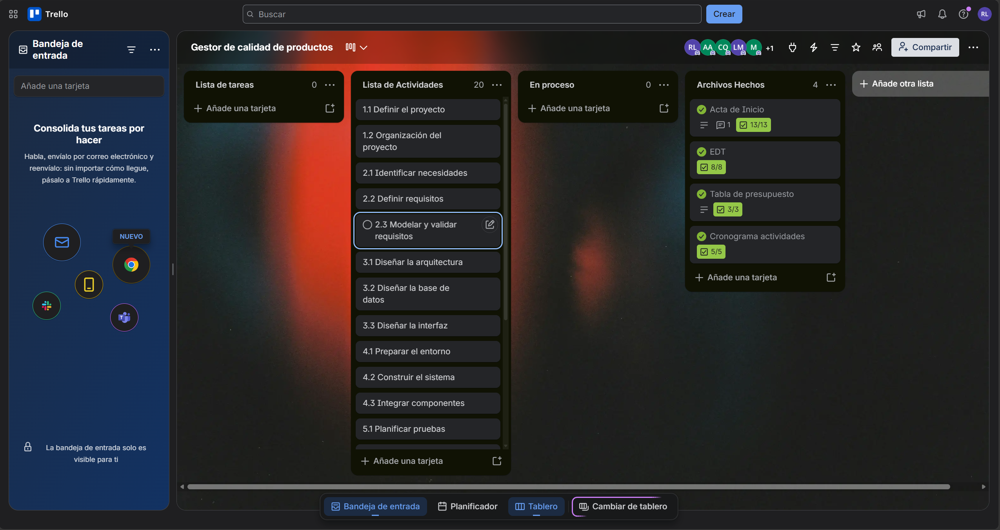 Trello
Buscar
Crear
RL
Bandeja de
entrada
Añade una tarjeta
Consolida tus tareas por
hacer
Habla, envíalo por correo electrónico y
reenvíalo: sin importar cómo llegue,
pásalo a Trello rápidamente.
NUEVO
T
La bandeja de entrada solo es
visible para ti
Gestor de calidad de productos
RL
AA
CQ
LM
M
+1
Compartir
Lista de tareas
0
Añade una tarjeta
Lista de Actividades
20
1.1 Definir el proyecto
1.2 Organización del
proyecto
2.1 Identificar necesidades
2.2 Definir requisitos
2.3 Modelar y validar
requisitos
3.1 Diseñar la arquitectura
3.2 Diseñar la base de
datos
3.3 Diseñar la interfaz
4.1 Preparar el entorno
4.2 Construir el sistema
4.3 Integrar componentes
5.1 Planificar pruebas
Añade una tarjeta
En proceso
0
Añade una tarjeta
Archivos Hechos
4
Acta de Inicio
1
13/13
EDT
8/8
Tabla de presupuesto
3/3
Cronograma actividades
5/5
Añade una tarjeta
Añade otra lista
Bandeja de entrada
Planificador
Tablero
Cambiar de tablero